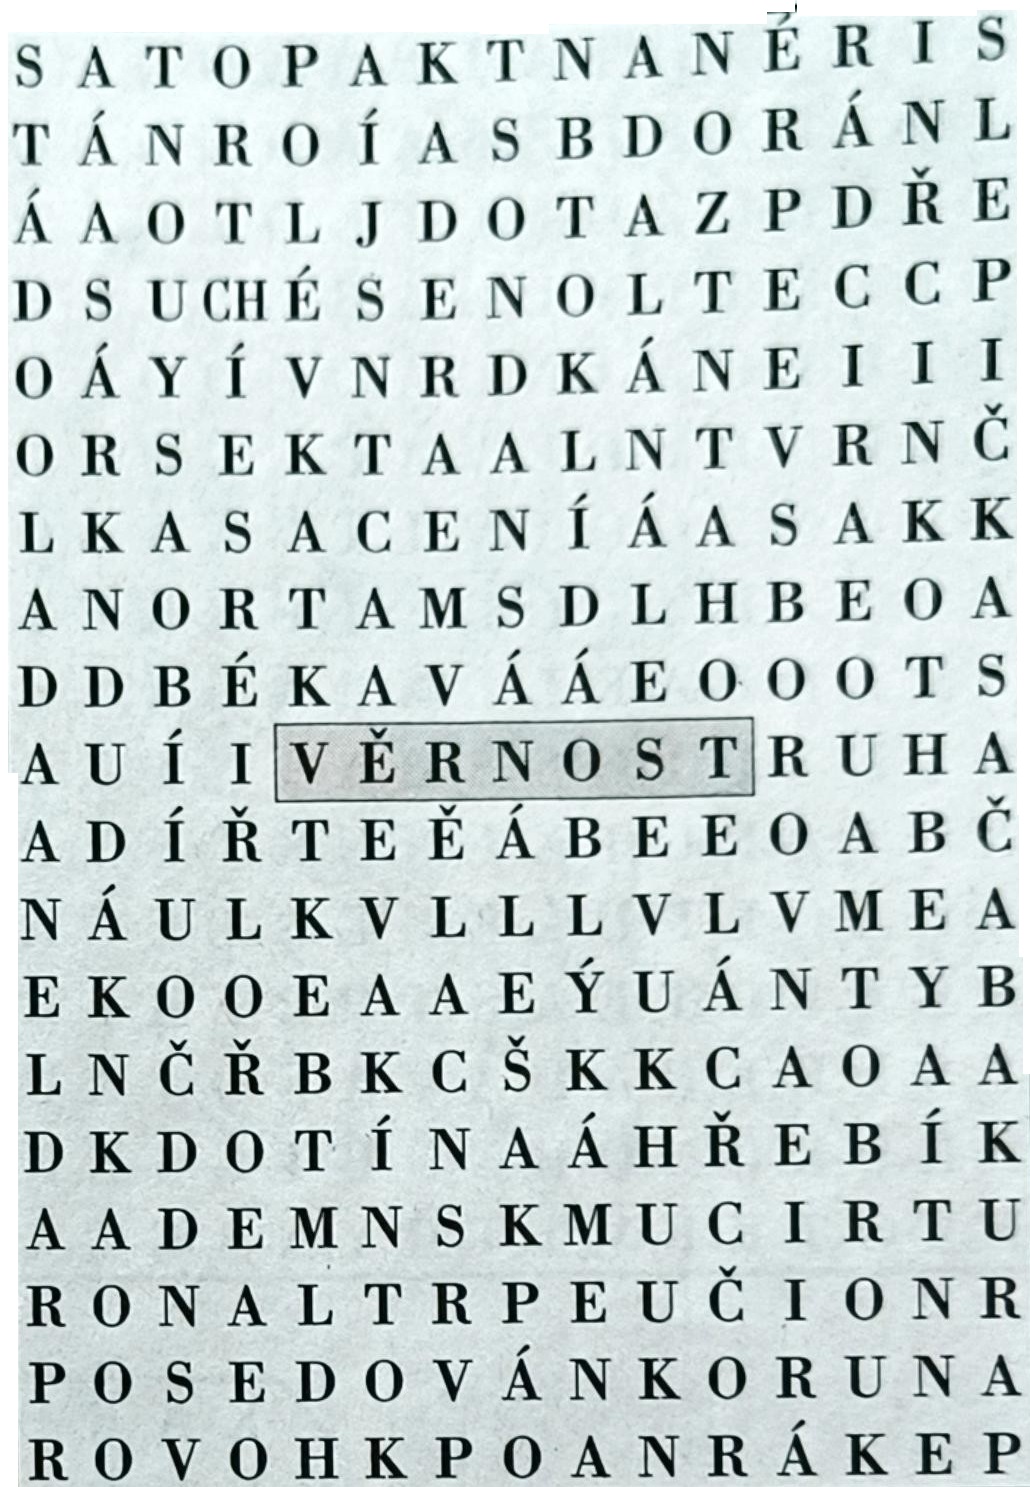 S A T O P A K T N A N É R I S
T Á N R O Í A S B D O R Á N L
Á A O T L J D O T A Z P D Ř E
D S U CH É S E N O L T E C C P
O Á Y Í V N R D K Á N E I I I
O R S E K T A A L N T V R N Č
L K A S A C E N Í Á A S A K K
A N O R T A M S D L H B E O A
D D B É K A V Á Á E O O O T S
A U Í I V Ě R N O S T R U H A
A D Í Ř T E Ě Á B E E O A B Č
N Á U L K V L L L V L V M E A
E K O O E A A E Ý U Á N T Y B
L N Č Ř B K C Š K K C A O A A
D K D O T Í N A Á H Ř E B Í K
A A D E M N S K M U C I R T U
R O N A L T R P E U Č I O N R
P O S E D O V Á N K O R U N A
R O V O H K P O A N R Á K E P